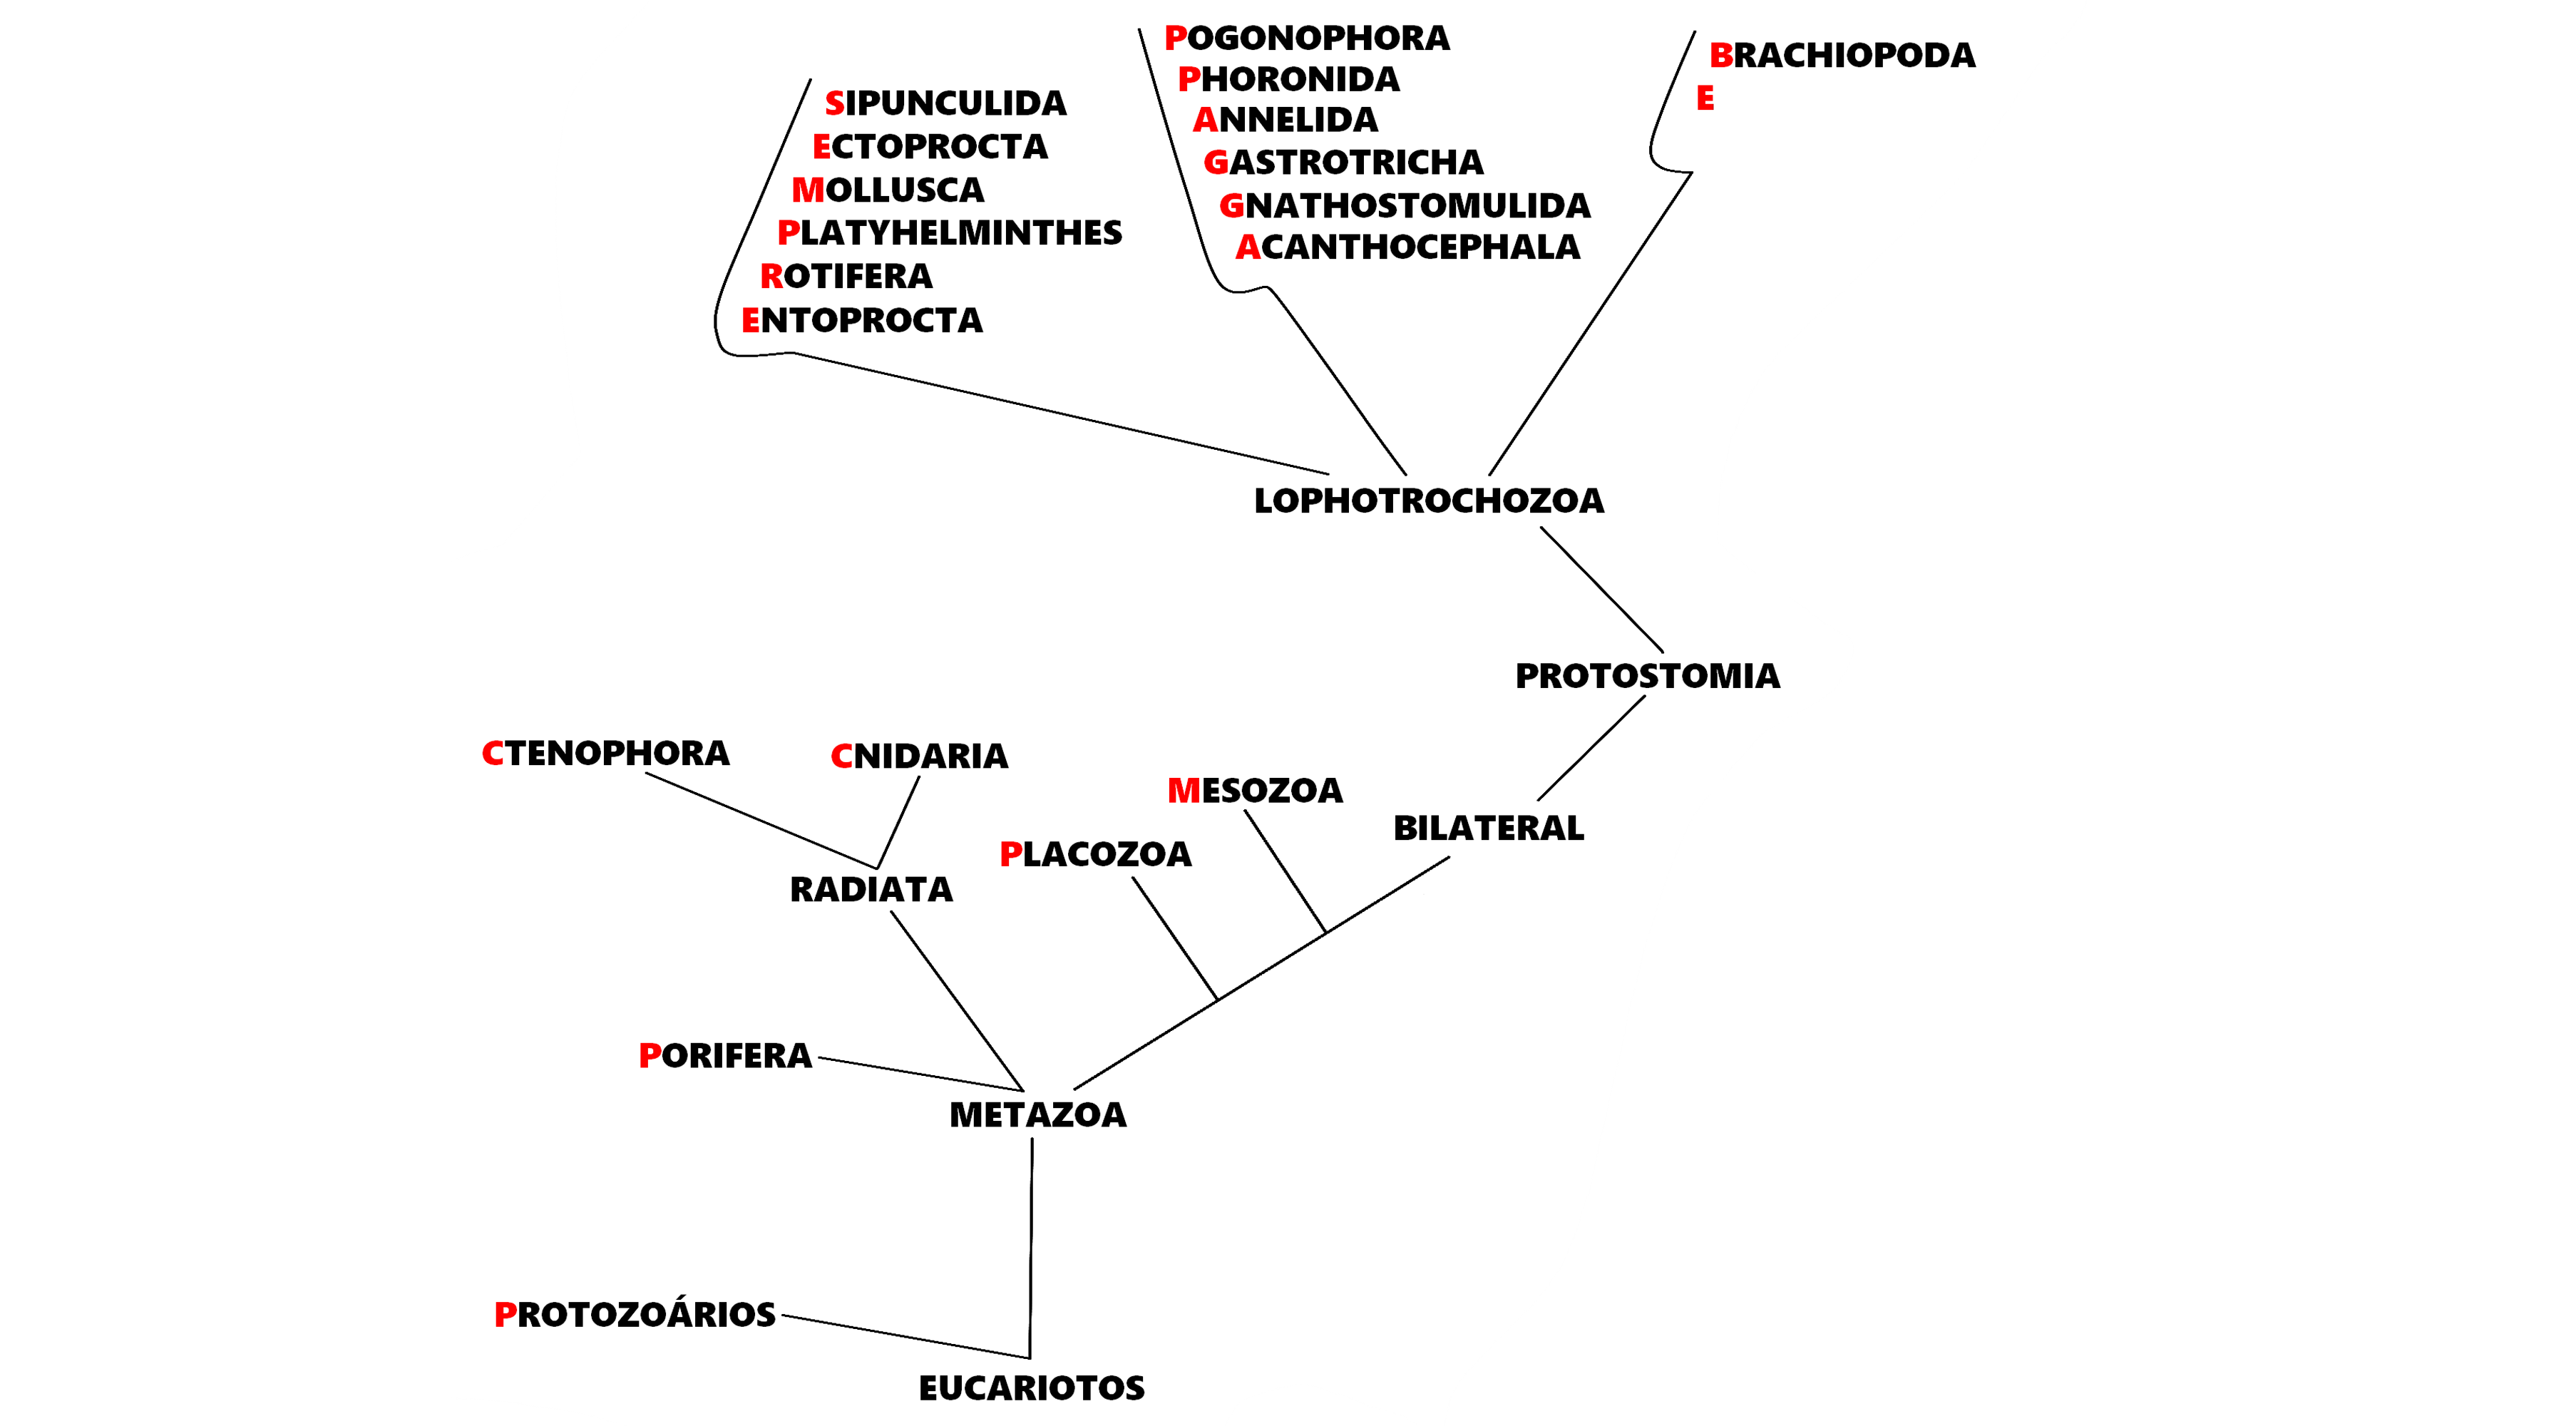 SIPUNCULIDA
ECTOPROCTA
MOLLUSCA
PLATYHELMINTHES
ROTIFERA
ENTOPROCTA
POGONOPHORA
PHORONIDA
ANNELIDA
GASTROTRICHA
GNATHOSTOMULIDA
ACANTHOCEPHALA
BRACHIOPODA
E
LOPHOTROCHOZOA
PROTOSTOMIA
CTENOPHORA
CNIDARIA
MESOZOA
BILATERAL
PLACOZOA
RADIATA
PORIFERA
METAZOA
PROTOZOÁRIOS
EUCARIOTOS